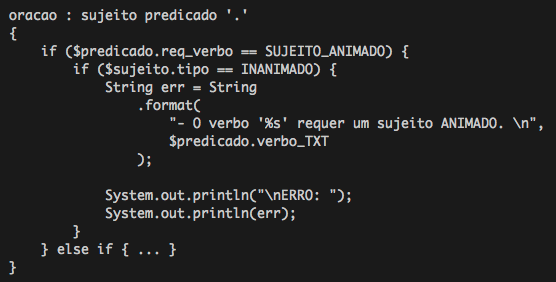 oracao : sujeito predicado '.'
{
    if ($predicado.req_verbo == SUJEITO_ANIMADO) {
        if ($sujeito.tipo == INANIMADO) {
            String err = String
                .format(
                    "- O verbo '%s' requer um sujeito ANIMADO. \n",
                    $predicado.verbo_TXT
                );

            System.out.println("\nERRO: ");
            System.out.println(err);
        }
    } else if { ... }
}